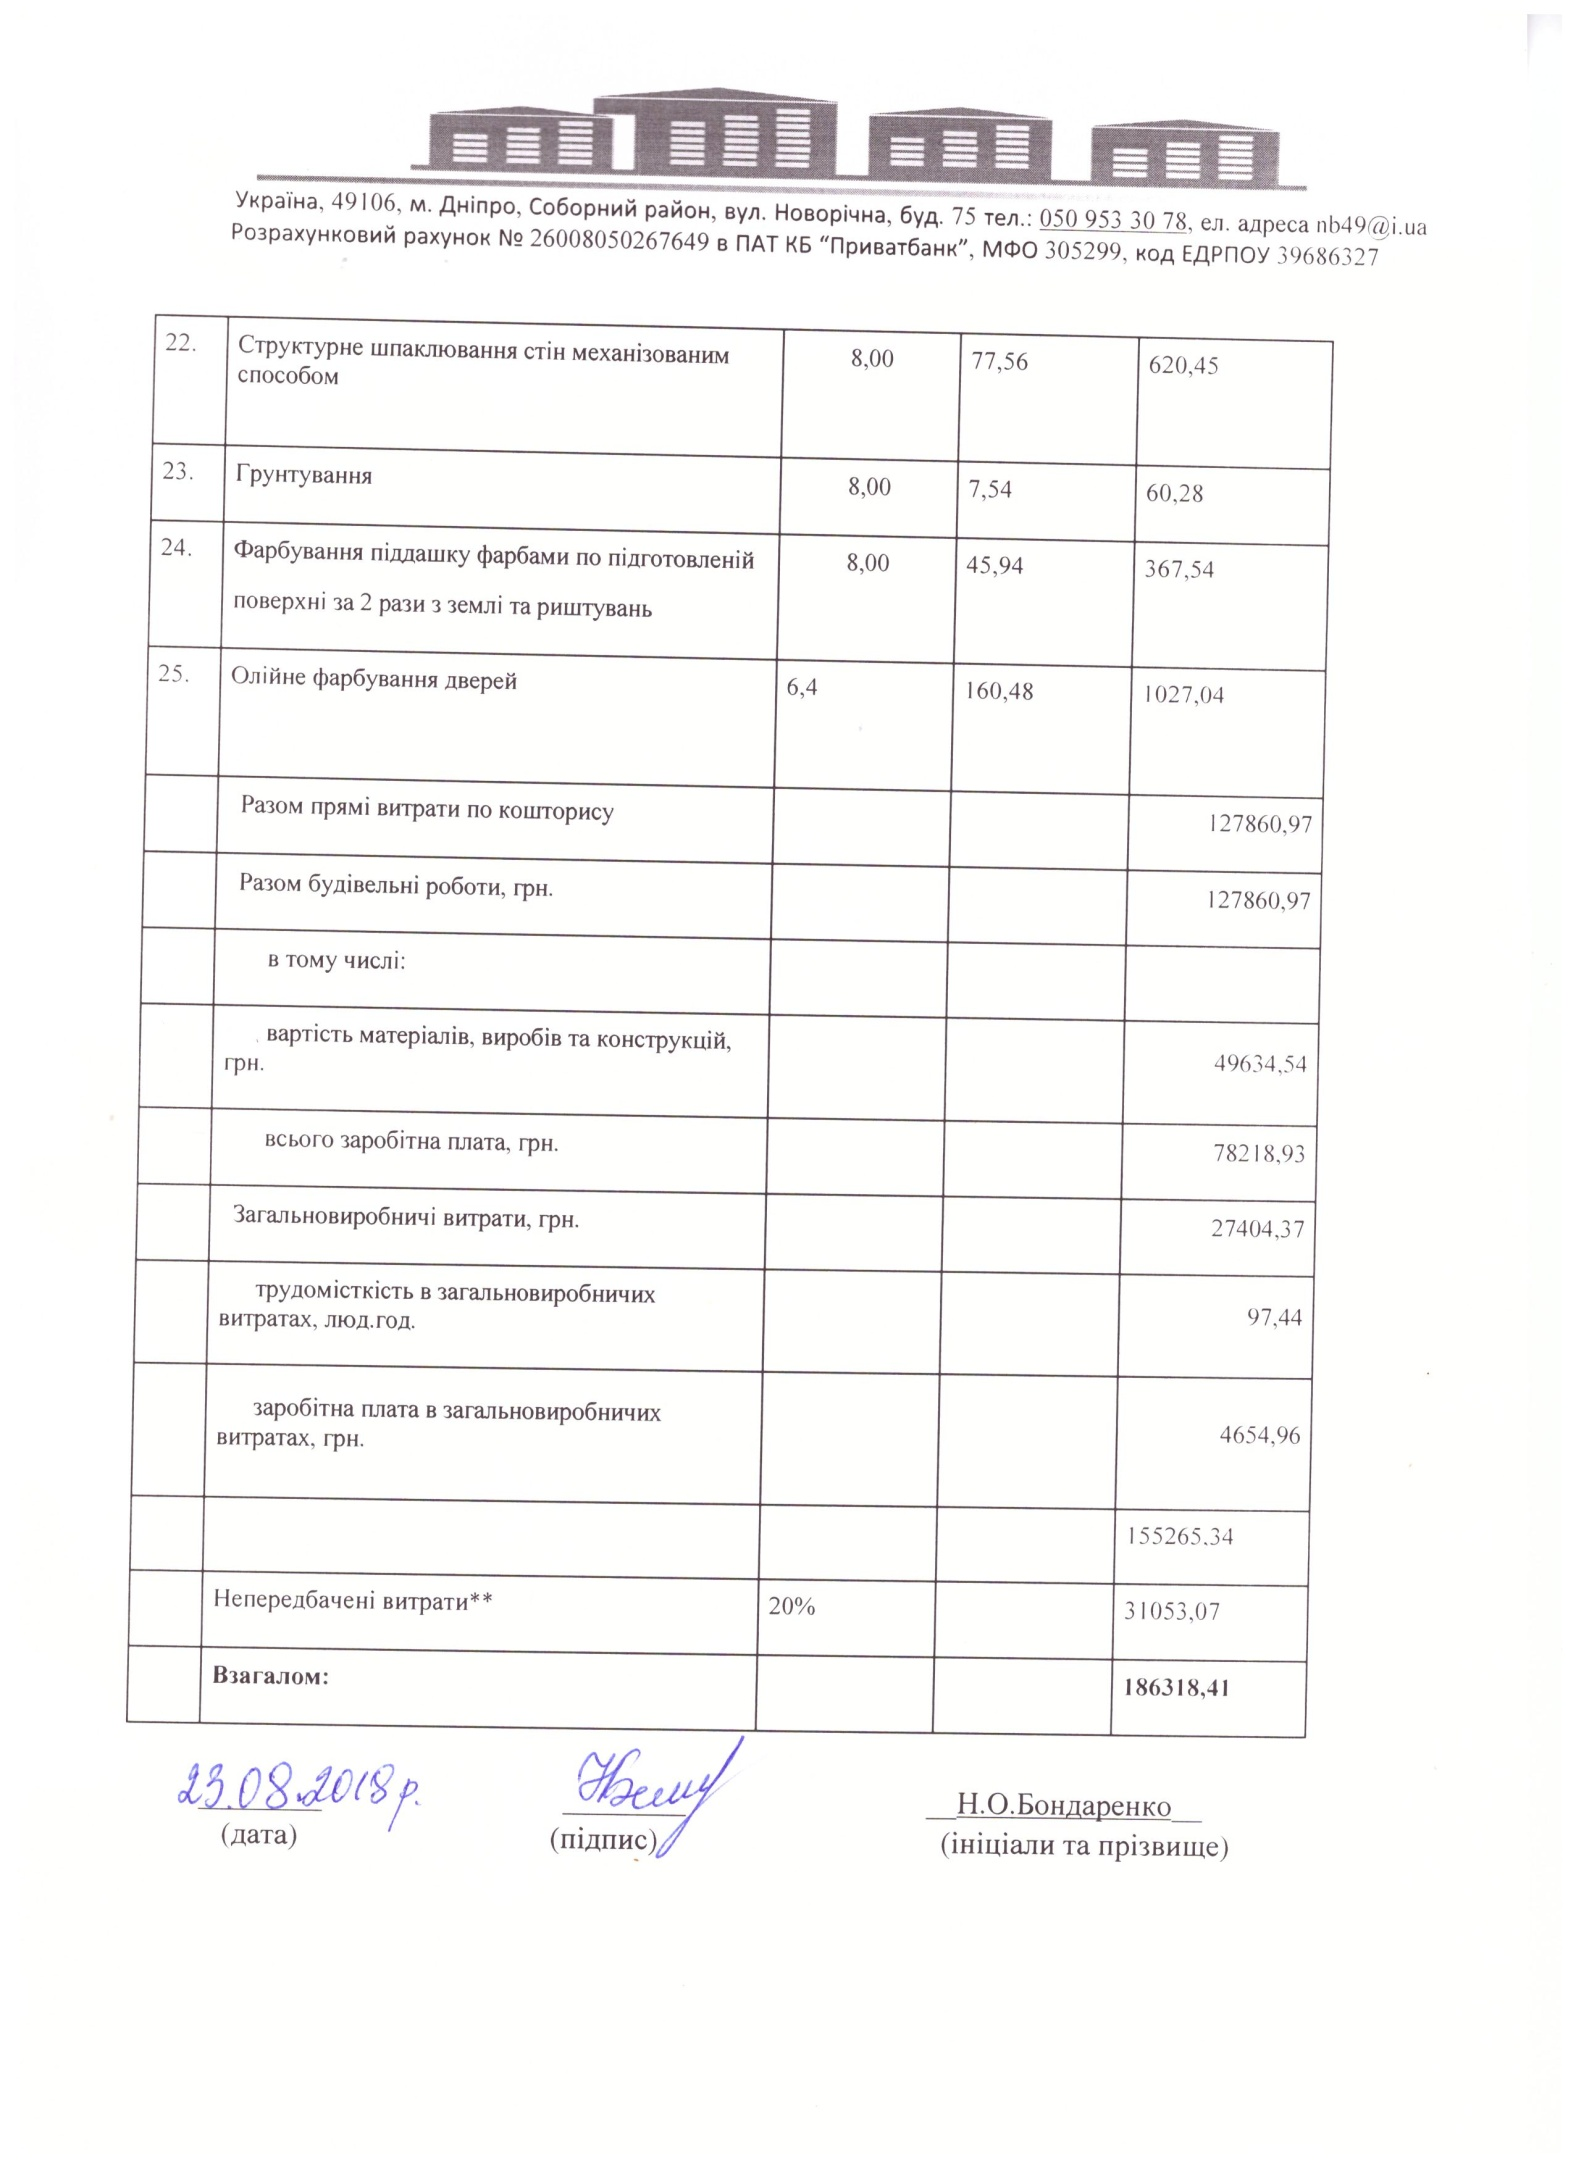 Україна, 49106, м. Дніпро, Соборний район, вул. Новорічна, буд. 75 тел.: 050 953 30 78, ел. адреса nb49@i.ua
Розрахунковий рахунок № 26008050267649 в ПАТ КБ “Приватбанк”, МФО 305299, код ЕДРПОУ 39686327
22. Структурне шпаклювання стін механізованим 8,00 77,56 620,45
способом
23. Грунтування 8,00 7,54 60,28
24. Фарбування піддашку фарбами по підготовленій 8,00 45,94 367,54
поверхні за 2 рази з землі та риштувань
25. Олійне фарбування дверей 6,4 160,48 1027,04
Разом прямі витрати по кошторису 127860,97
Разом будівельні роботи, грн. 127860,97
в тому числі:
вартість матеріалів, виробів та конструкцій,
грн. 49634,54
всього заробітна плата, грн. 78218,93
Загальновиробничі витрати, грн. 27404,37
трудомісткість в загальновиробничих
витратах, люд.год. 97,44
заробітна плата в загальновиробничих
витратах, грн. 4654,96
155265,34
Непередбачені витрати** 20% 31053,07
Взагалом: 186318,41
23.08.2018 р.
Н.О.Бондаренко
(дата) (підпис) (ініціали та прізвище)